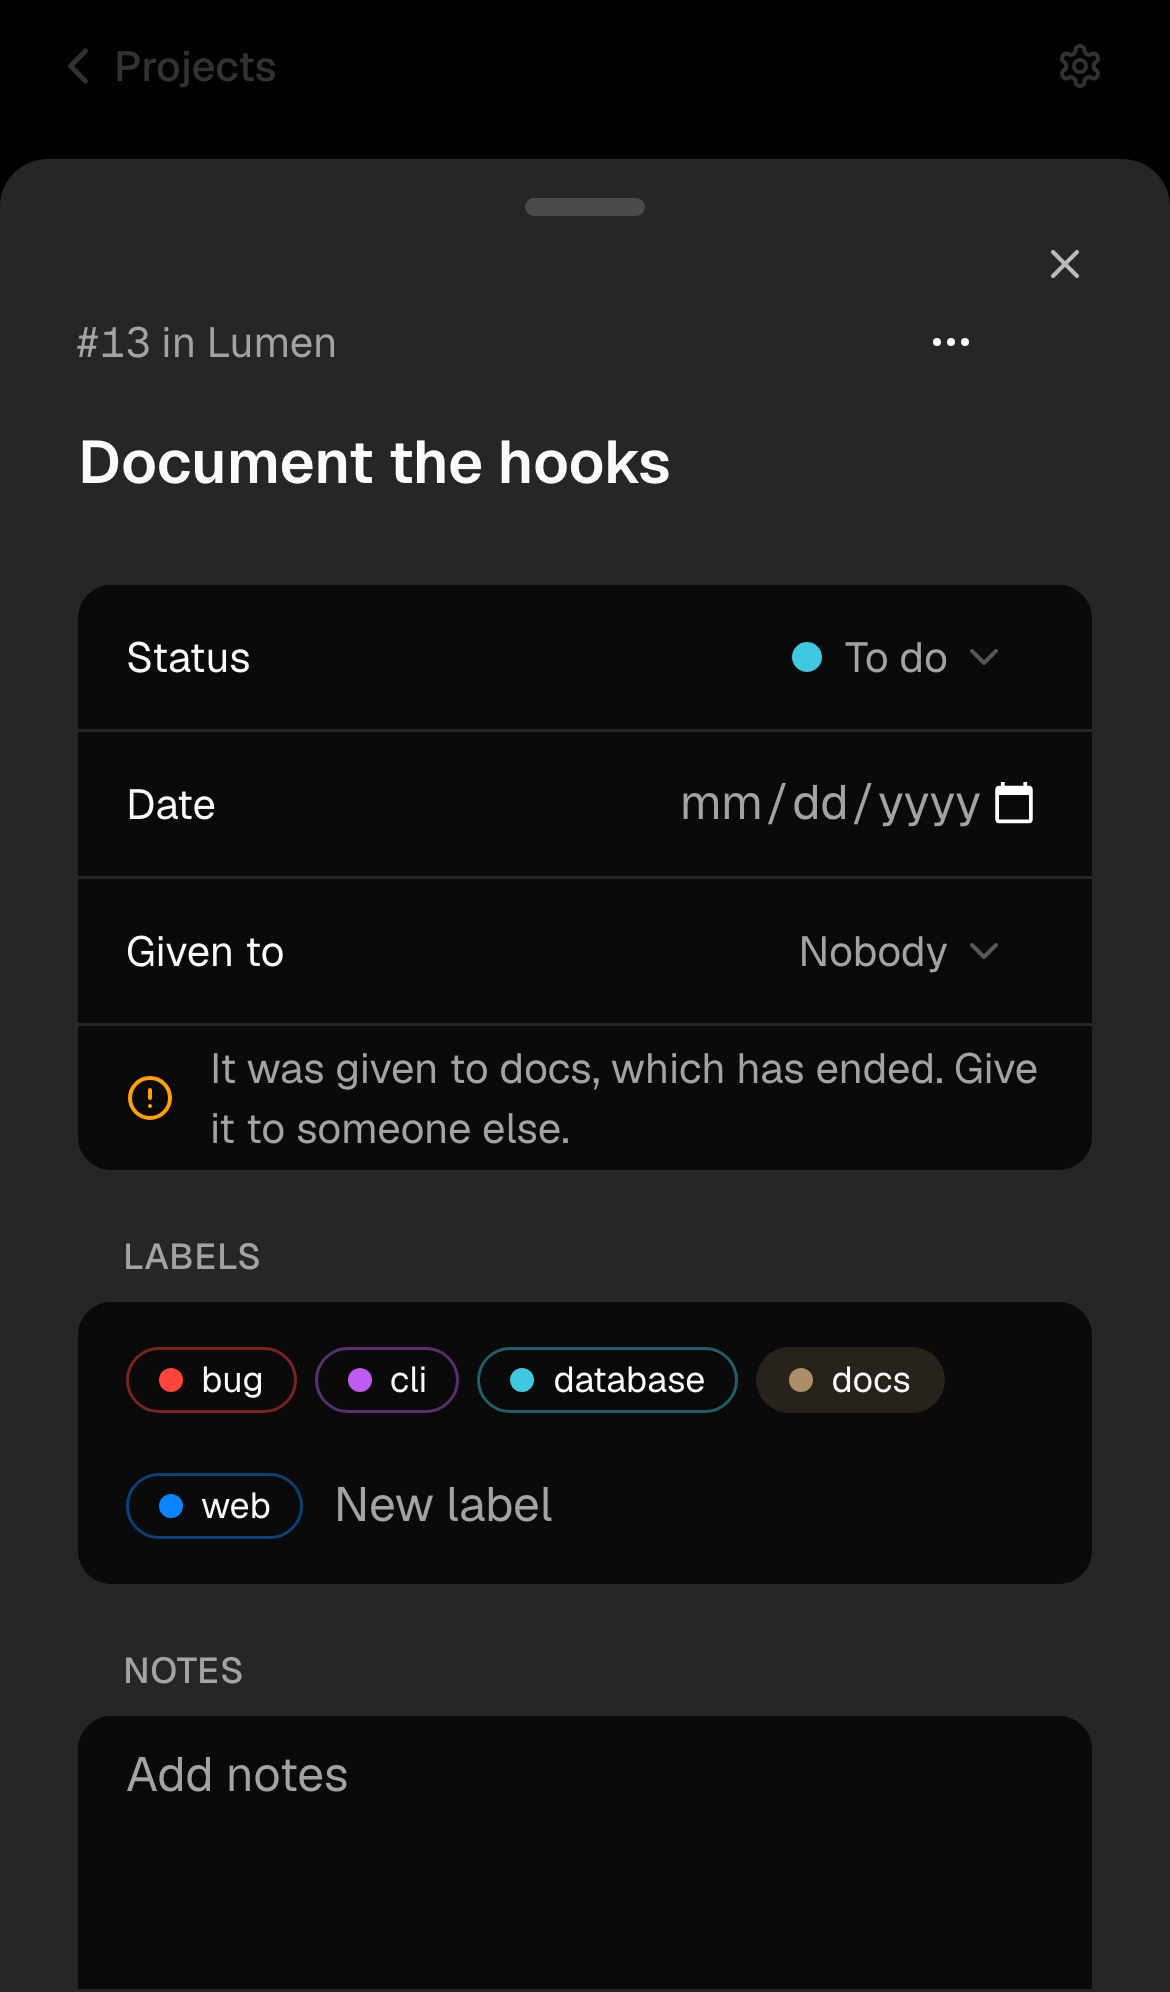 Projects
#13 in Lumen
Document the hooks
Status
To do
Date
mm/dd/yyyy
Given to
Nobody
It was given to docs, which has ended. Give
it to someone else.
LABELS
bug
cli
database
docs
web
New label
NOTES
Add notes